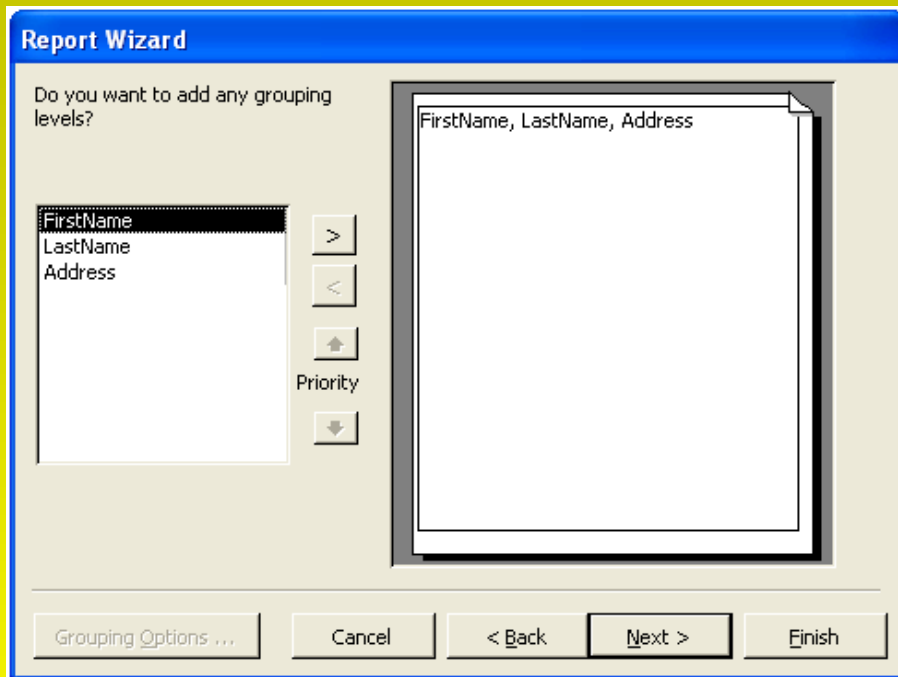 Report Wizard
Do you want to add any grouping
levels?
FirstName, LastName, Address
FirstName
LastName
Address
>
<
Priority
Grouping Options ...
Cancel
< Back
Next >
Finish